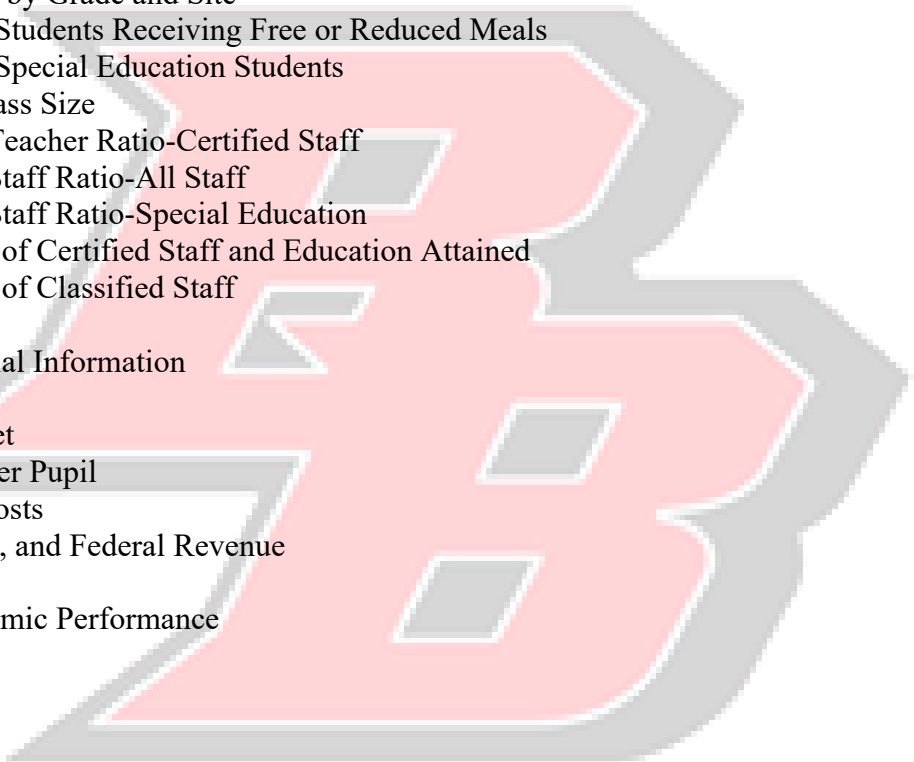 by Grade and Site
Students Receiving Free or Reduced Meals
Special Education Students
ass Size
Teacher Ratio-Certified Staff
Staff Ratio-All Staff
Staff Ratio-Special Education
of Certified Staff and Education Attained
of Classified Staff
al Information
et
er Pupil
osts
, and Federal Revenue
mic Performance